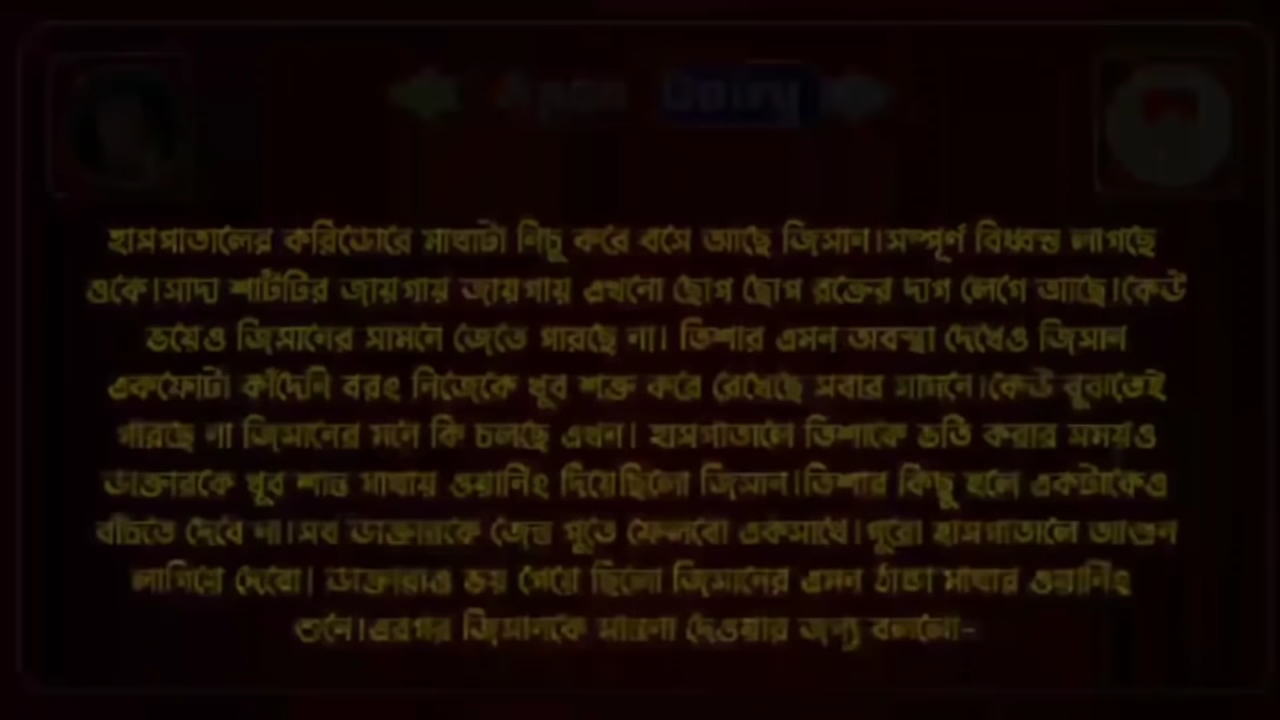 হাসপাতালের করিডোরে মাথাটা নিচু করে বসে আছে জিসান।সম্পূর্ণ বিধ্বস্ত লাগছে
ওকে।সাদা শার্টটির জায়গায় জায়গায় এখনো ছোপ ছোপ রক্তের দাগ লেগে আছে।কেউ
ভয়েও জিসানের সামনে জেতে পারছে না। তিশার এমন অবস্থা দেখেও জিসান
একফোটা কাঁদেনি বরং নিজেকে খুব শক্ত করে রেখেছে সবার সামনে।কেউ বুঝতেই
পারছে না জিসানের মনে কি চলছে এখন। হাসপাতালে তিশাকে ভর্তি করার সময়ও
ডাক্তারকে খুব শান্ত মাথায় ওয়ার্নিং দিয়েছিলো জিসান।তিশার কিছু হলে একটাকেও
বাঁচতে দেবে না।সব ডাক্তারকে জেন্ত পুতে ফেলবো একসাথে।পুরো হাসপাতালে আগুন
লাগিয়ে দেবো। ডাক্তারাও ভয় পেয়ে ছিলো জিসানের এমন ঠান্ডা মাথার ওয়ার্নিং
শুনে।এরপর জিসানকে সান্তনা দেওয়ার জন্য বললো-